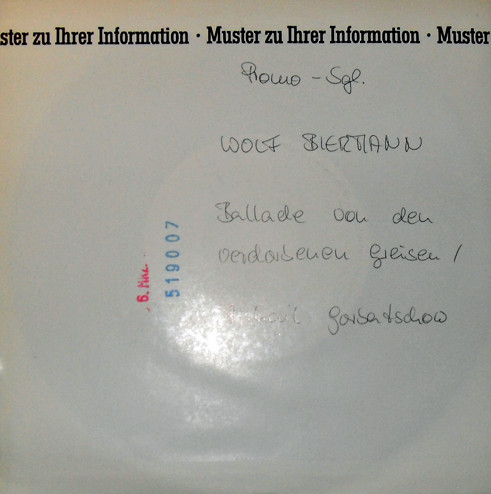 ster zu Ihrer Information · Muster zu Ihrer Information · Muster
Promo - Sgl.
WOLF BIERMANN
Ballade von den
verdorbenen Greisen /
Gorbatschow
519007